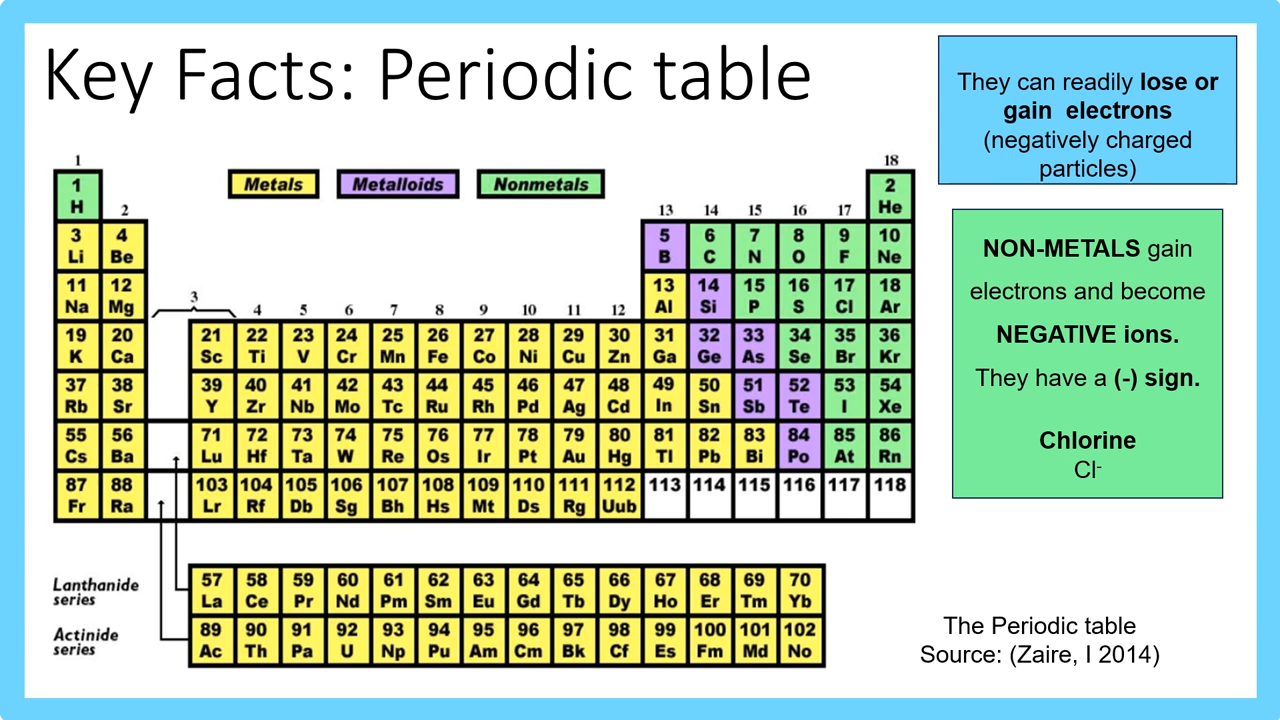 Key Facts: Periodic table
They can readily lose or
gain electrons
(negatively charged
particles)
1
18
Metals Metalloids Nonmetals
1 2
H He
2 13 14 15 16 17
3 4 5 6 7 8 9 10
Li Be B C N O F Ne
11 12 13 14 15 16 17 18
Na Mg Al Si P S Cl Ar
3 4 5 6 7 8 9 10 11 12
19 20 21 22 23 24 25 26 27 28 29 30 31 32 33 34 35 36
K Ca Sc Ti V Cr Mn Fe Co Ni Cu Zn Ga Ge As Se Br Kr
37 38 39 40 41 42 43 44 45 46 47 48 49 50 51 52 53 54
Rb Sr Y Zr Nb Mo Tc Ru Rh Pd Ag Cd In Sn Sb Te I Xe
55 56 71 72 73 74 75 76 77 78 79 80 81 82 83 84 85 86
Cs Ba Lu Hf Ta W Re Os Ir Pt Au Hg Tl Pb Bi Po At Rn
87 88 103 104 105 106 107 108 109 110 111 112 113 114 115 116 117 118
Fr Ra Lr Rf Db Sg Bh Hs Mt Ds Rg Uub
Lanthanide
series
57 58 59 60 61 62 63 64 65 66 67 68 69 70
La Ce Pr Nd Pm Sm Eu Gd Tb Dy Ho Er Tm Yb
Actinide
series
89 90 91 92 93 94 95 96 97 98 99 100 101 102
Ac Th Pa U Np Pu Am Cm Bk Cf Es Fm Md No
NON-METALS gain
electrons and become
NEGATIVE ions.
They have a (-) sign.
Chlorine
Cl-
The Periodic table
Source: (Zaire, I 2014)